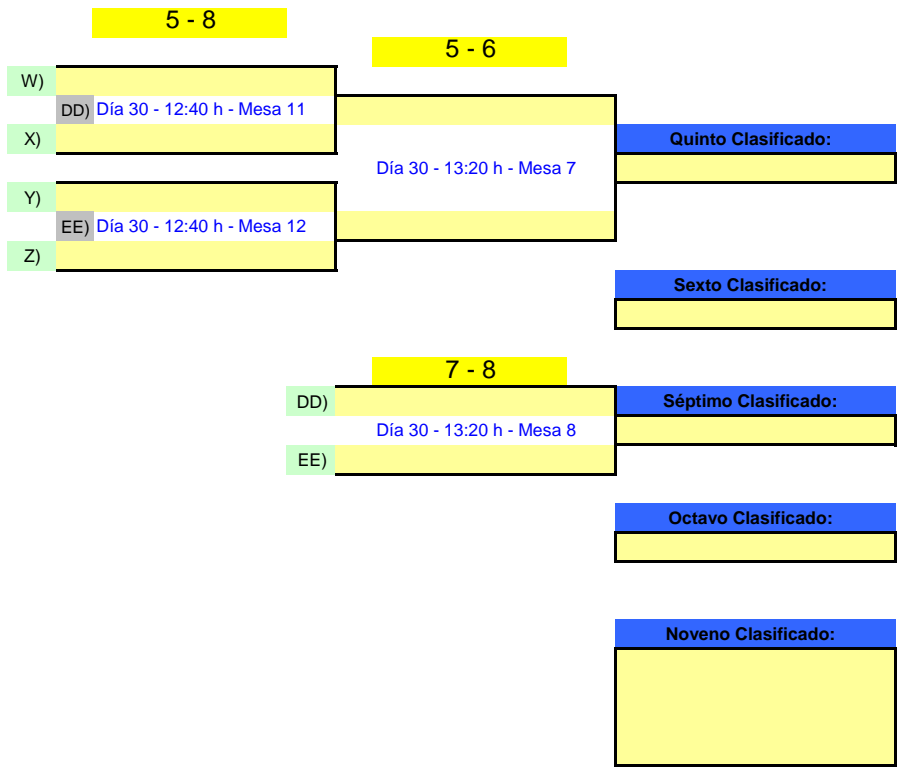 5 - 8
5 - 6
W)
DD) Día 30 - 12:40 h - Mesa 11
X)
Quinto Clasificado:
Día 30 - 13:20 h - Mesa 7
Y)
EE) Día 30 - 12:40 h - Mesa 12
Z)
Sexto Clasificado:
7 - 8
DD)
Séptimo Clasificado:
Día 30 - 13:20 h - Mesa 8
EE)
Octavo Clasificado:
Noveno Clasificado: